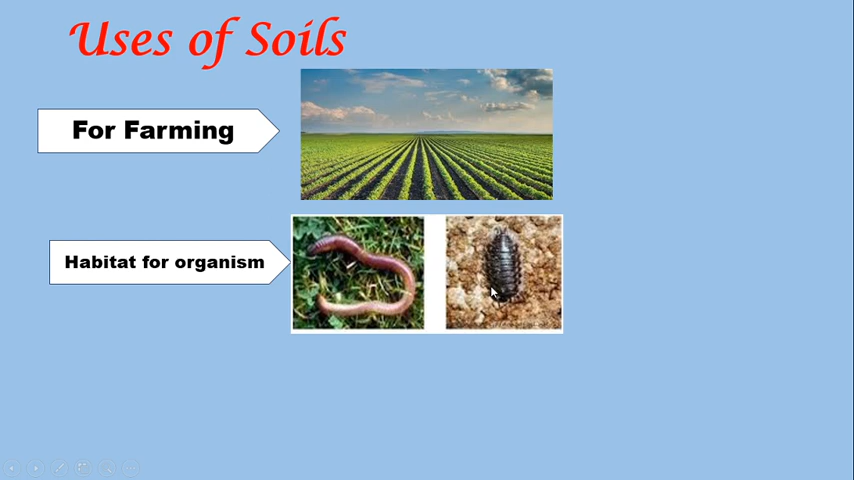 Uses of Soils
For Farming
Habitat for organism